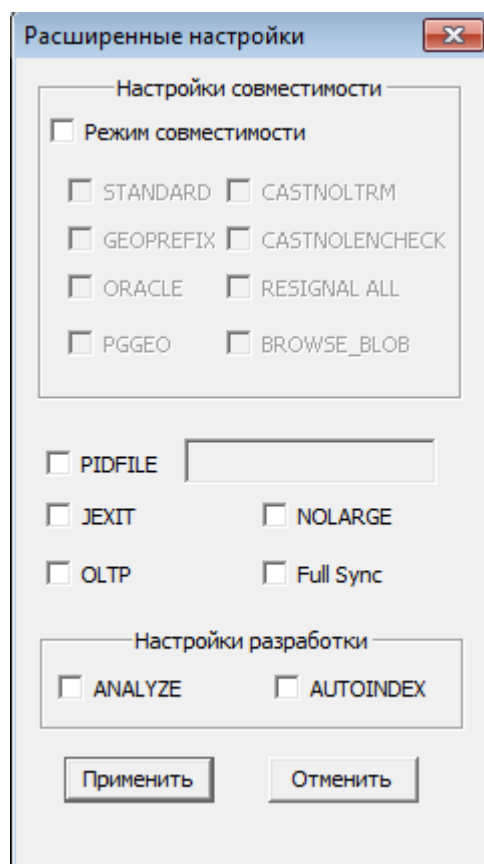 Расширенные настройки
Настройки совместимости
Режим совместимости
STANDARD CASTNOLTRM
GEOPREFIX CASTNOLENCHECK
ORACLE RESIGNAL ALL
PGGEO BROWSE_BLOB
PIDFILE
JEXIT NOLARGE
OLTP Full Sync
Настройки разработки
ANALYZE AUTOINDEX
Применить Отменить